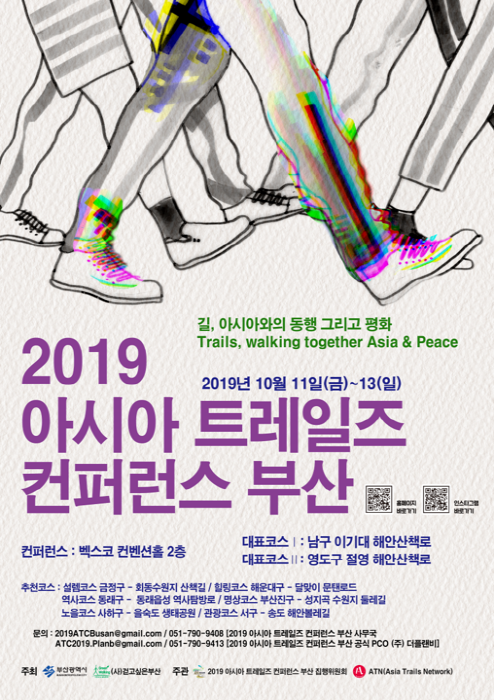 길, 아시아와의 동행 그리고 평화
Trails, walking together Asia & Peace
2019
2019년 10월 11일(금)~13(일)
아시아 트레일즈
컨퍼런스 부산
홈페이지
바로가기
인스타그램
바로가기
컨퍼런스 : 벡스코 컨벤션홀 2층
대표코스 I : 남구 이기대 해안산책로
대표코스 II : 영도구 절영 해안산책로
추천코스 : 설렘코스 금정구 - 회동수원지 산책길 / 힐링코스 해운대구 - 달맞이 문탠로드
역사코스 동래구 - 동래읍성 역사탐방로 / 명상코스 부산진구 - 성지곡 수원지 둘레길
노을코스 사하구 - 을숙도 생태공원 / 관광코스 서구 - 송도 해안볼레길
문의 : 2019ATCBusan@gmail.com / 051-790-9408 [2019 아시아 트레일즈 컨퍼런스 부산 사무국
ATC2019.Planb@gmail.com / 051-790-9413 [2019 아시아 트레일즈 컨퍼런스 부산 공식 PCO (주) 더플랜비]
주최 부산광역시 (사)걷고싶은부산 주관 2019 아시아 트레일즈 컨퍼런스 부산 집행위원회 ATN(Asia Trails Network)